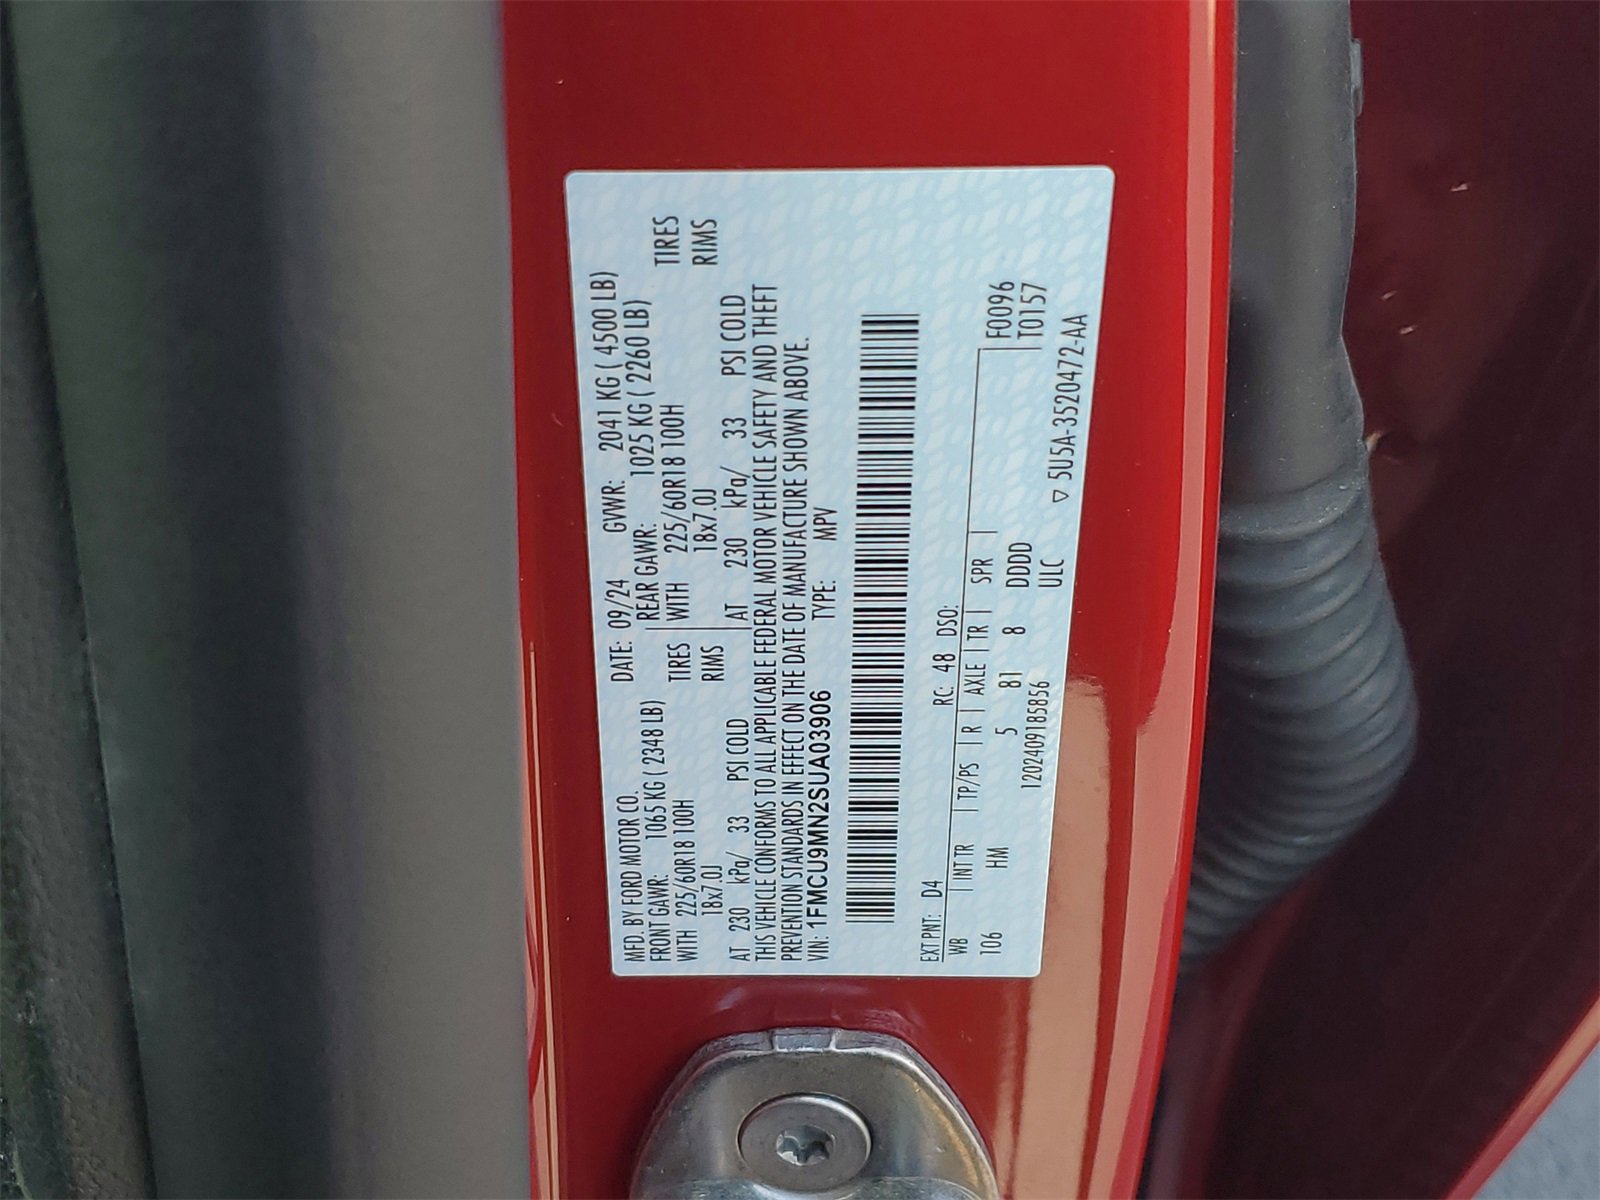 MFD. BY FORD MOTOR CO. DATE: 09/24 GVWR: 2041 KG ( 4500 LB)
FRONT GAWR: 1065 KG ( 2348 LB) REAR GAWR: 1025 KG ( 2260 LB)
WITH 225/60R18 100H TIRES WITH 225/60R18 100H TIRES
18x7.0J RIMS 18x7.0J RIMS
AT 230 kPa/ 33 PSI COLD AT 230 kPa/ 33 PSI COLD
THIS VEHICLE CONFORMS TO ALL APPLICABLE FEDERAL MOTOR VEHICLE SAFETY AND THEFT
PREVENTION STANDARDS IN EFFECT ON THE DATE OF MANUFACTURE SHOWN ABOVE.
VIN: 1FMCU9MN2SUA03906 TYPE: MPV
EXT PNT: D4 RC: 48 DSO:
WB INT TR TP/PS R AXLE TR SPR F0096
106 HM 5 81 8 DDDD T0157
120240918S856 ULC
▽ 5U5A-3520472-AA